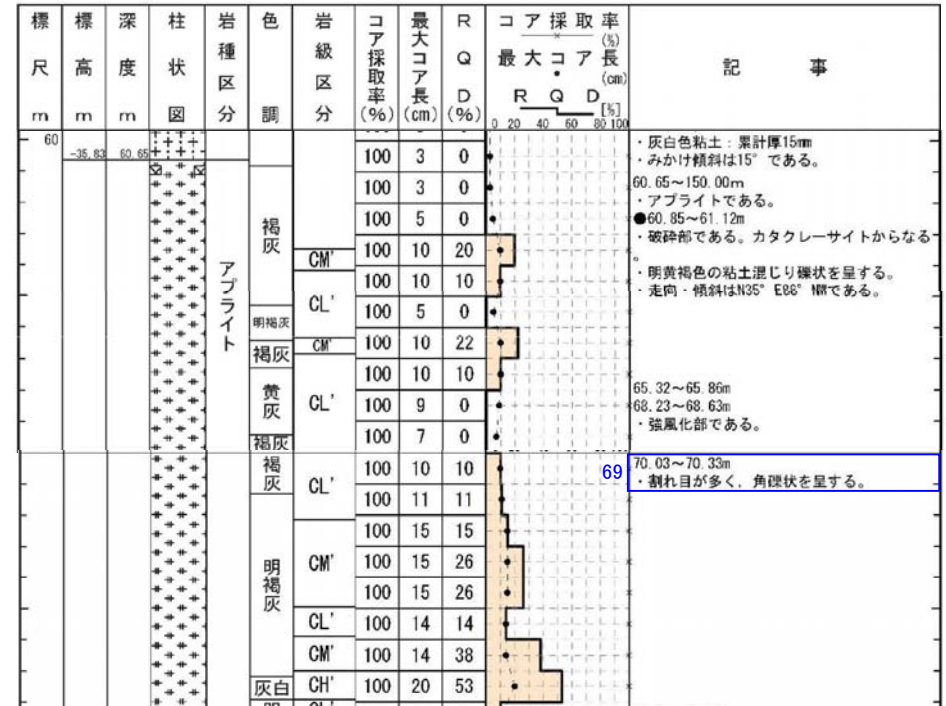 標尺 m
標高 m
深度 m
柱状図
岩種区分
色調
岩級区分
コア採取率(%)
最大コア長(cm)
RQD(%)
コア採取率(%)
最大コア長(cm)
RQD[%]
0 20 40 60 80 100
記事
60
-35.83 60.65
アプライト
褐灰
明褐灰
褐灰
黄灰
褐灰
褐灰
明褐灰
灰白
CM'
CL'
CM'
CL'
CL'
CM'
CL'
CM'
CH'
100 3 0
100 3 0
100 5 0
100 10 20
100 10 10
100 5 0
100 10 22
100 10 10
100 9 0
100 7 0
100 10 10
100 11 11
100 15 15
100 15 26
100 15 26
100 14 14
100 14 38
100 20 53
・灰白色粘土：累計厚15mm
・みかけ傾斜は15°である。
60.65～150.00m
・アプライトである。
●60.85～61.12m
・破砕部である。カタクレーサイトからなる
。
・明黄褐色の粘土混じり礫状を呈する。
・走向・傾斜はN35° E88° NWである。
65.32～65.86m
68.23～68.63m
・強風化部である。
69
70.03～70.33m
・割れ目が多く，角礫状を呈する。